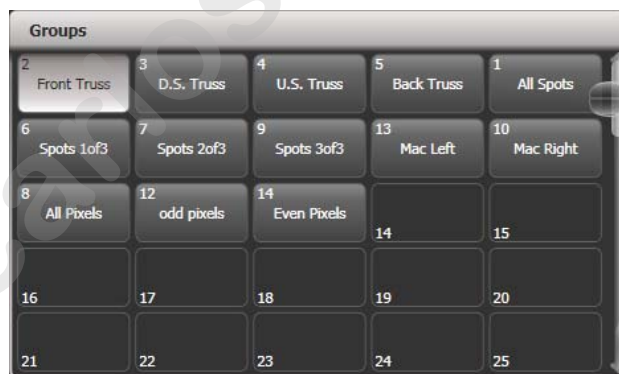 Groups
2 3 4 5 1
Front Truss D.S. Truss U.S. Truss Back Truss All Spots
6 7 9 13 10
Spots 1of3 Spots 2of3 Spots 3of3 Mac Left Mac Right
8 12 14
All Pixels odd pixels Even Pixels
14 15
16 17 18 19 20
21 22 23 24 25